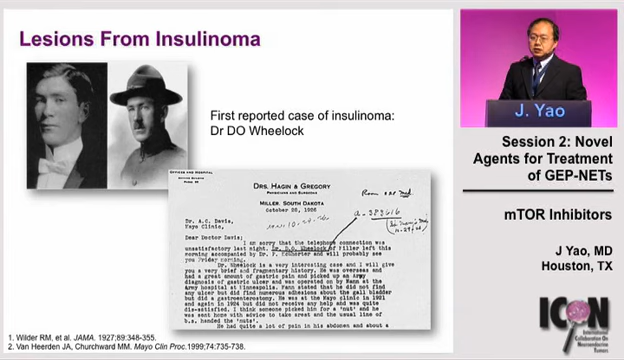 Lesions From Insulinoma
First reported case of insulinoma:
Dr DO Wheelock
DRS. HAGIN & GREGORY
PHYSICIANS AND SURGEONS
MILLER, SOUTH DAKOTA
October 26, 1926
Dr. A.C. Davis,
Mayo Clinic,
Dear Doctor Davis;
I am sorry that the telephone connection was
unsatisfactory last night. Dr. D.O. Wheelock of Miller left this
morning accompanied by Dr. F. and will probably see
you Friday morning.
Dr. Wheelock is a very interesting case and I will give
you a very brief and fragmentary history. He was overseas and
had a great amount of gastric pain and picked up an Army
diagnosis of gastric ulcer and was operated on by Mann at the
Army hospital at Minneapolis. Mann stated that he did not find
any ulcer but did find numerous adhesions about the gall bladder
but did a gastroenterostomy. He was at the Mayo Clinic in 1921
and again in 1924 but did not receive any help and was quite
dis-satisfied. I think someone picked him for a 'nut' and he
was sent home with advice to take arrest and the usual line of
b.s. handed the 'nuts'.
He had quite a lot of pain in his abdomen and about a
1. Wilder RM, et al. JAMA. 1927;89:348-355.
2. Van Heerden JA, Churchward MM. Mayo Clin Proc.1999;74:735-738.
J. Yao
Session 2: Novel
Agents for Treatment
of GEP-NETs
mTOR Inhibitors
J Yao, MD
Houston, TX
ICON
International
Collaboration On
Neuroendocrine
Tumors